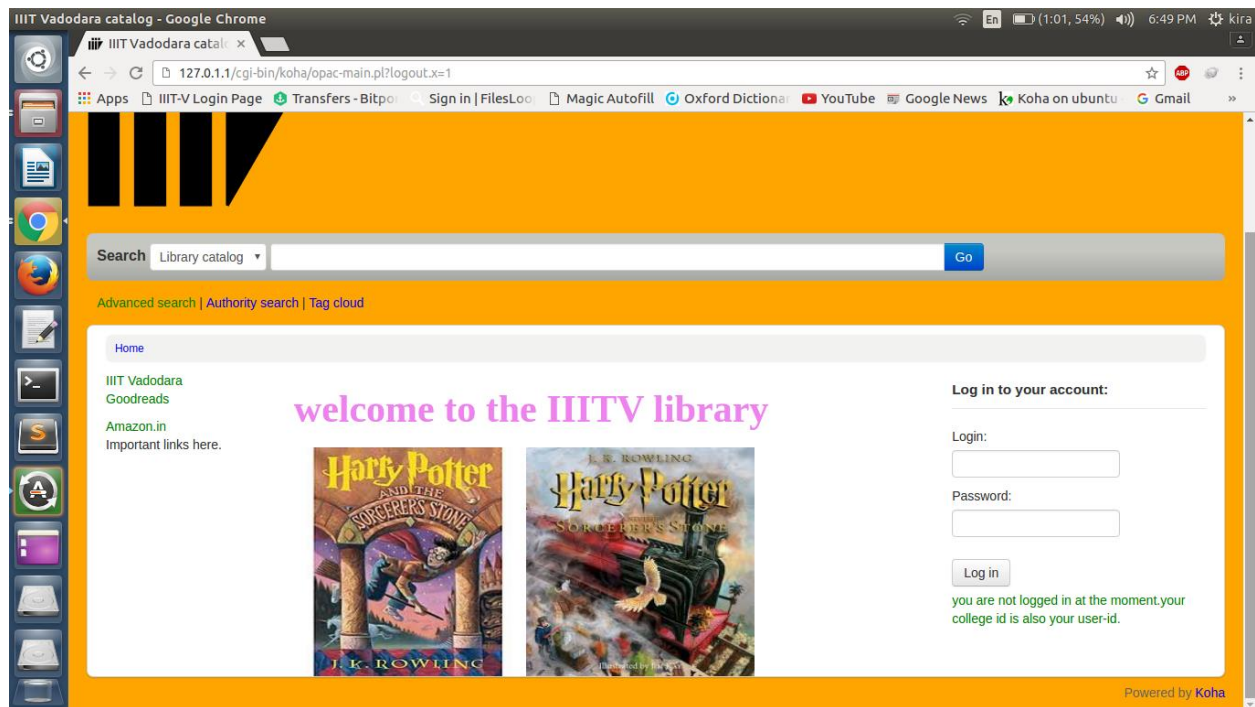 IIIT Vadodara catalog - Google Chrome
En (1:01, 54%) 6:49 PM kira
IIIT Vadodara catalo ×
127.0.1.1/cgi-bin/koha/opac-main.pl?logout.x=1
ABP
Apps IIIT-V Login Page Transfers - Bitpo Sign in | FilesLoo Magic Autofill Oxford Dictionar YouTube Google News Koha on ubuntu Gmail »
IIIV
Search Library catalog Go
Advanced search | Authority search | Tag cloud
Home
IIIT Vadodara
Goodreads
Amazon.in
Important links here.
welcome to the IIITV library
Harry Potter
AND THE
SORCERER'S STONE
J. K. ROWLING
J. K. ROWLING
Harry Potter
SORCERER'S STONE
Illustrated by
Log in to your account:
Login:
Password:
Log in
you are not logged in at the moment.your
college id is also your user-id.
Powered by Koha